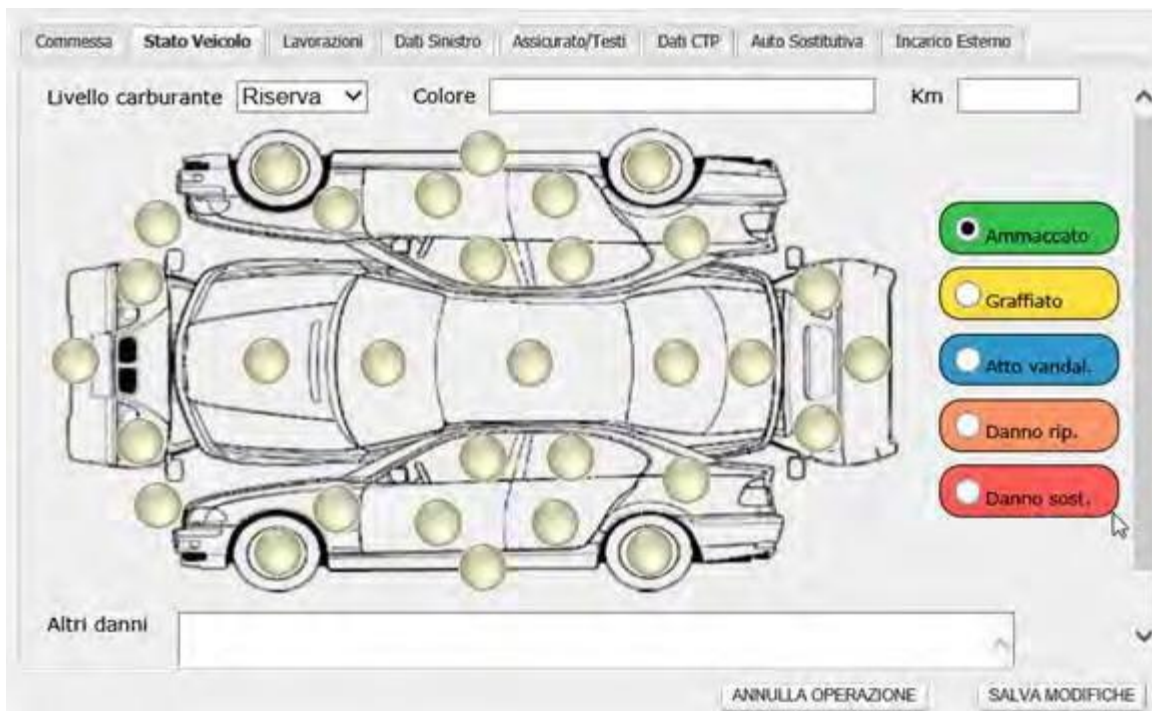 Commessa Stato Veicolo Lavorazioni Dati Sinistro Assicurato/Testi Dati CTP Auto Sostitutiva Incarico Esterno
Livello carburante Riserva Colore Km
Ammaccato
Graffiato
Atto vandal.
Danno rip.
Danno sost.
Altri danni
ANNULLA OPERAZIONE SALVA MODIFICHE